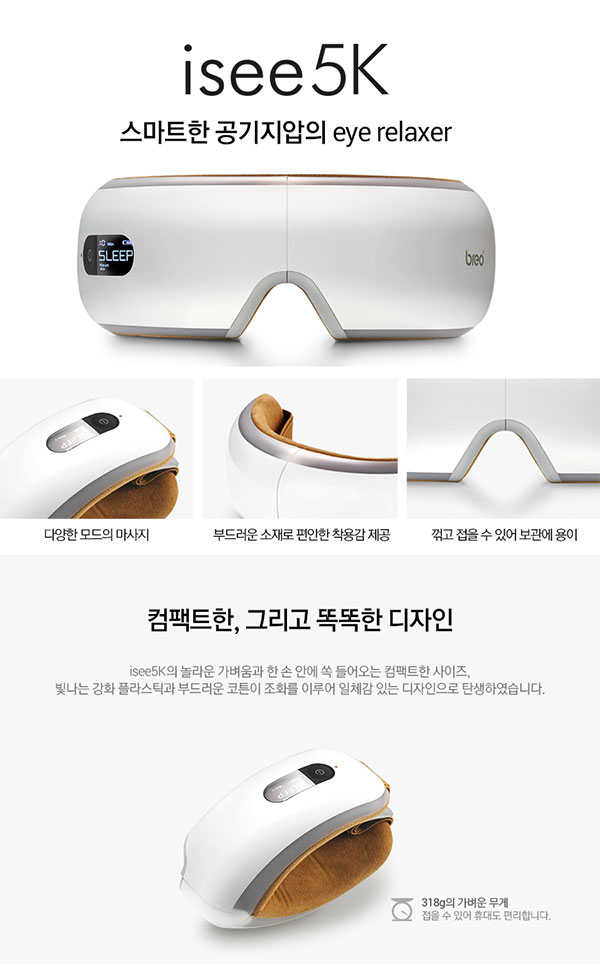 isee5K
스마트한 공기지압의 eye relaxer
10 Min
SLEEP
breo
다양한 모드의 마사지
부드러운 소재로 편안한 착용감 제공
꺾고 접을 수 있어 보관에 용이
컴팩트한, 그리고 똑똑한 디자인
isee5K의 놀라운 가벼움과 한 손 안에 쏙 들어오는 컴팩트한 사이즈,
빛나는 강화 플라스틱과 부드러운 코튼이 조화를 이루어 일체감 있는 디자인으로 탄생하였습니다.
318g의 가벼운 무게
접을 수 있어 휴대도 편리합니다.